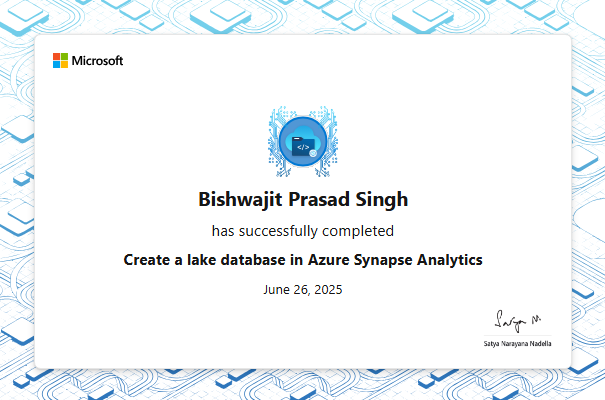 Microsoft
</>
Bishwajit Prasad Singh
has successfully completed
Create a lake database in Azure Synapse Analytics
June 26, 2025
Satya N.
Satya Narayana Nadella